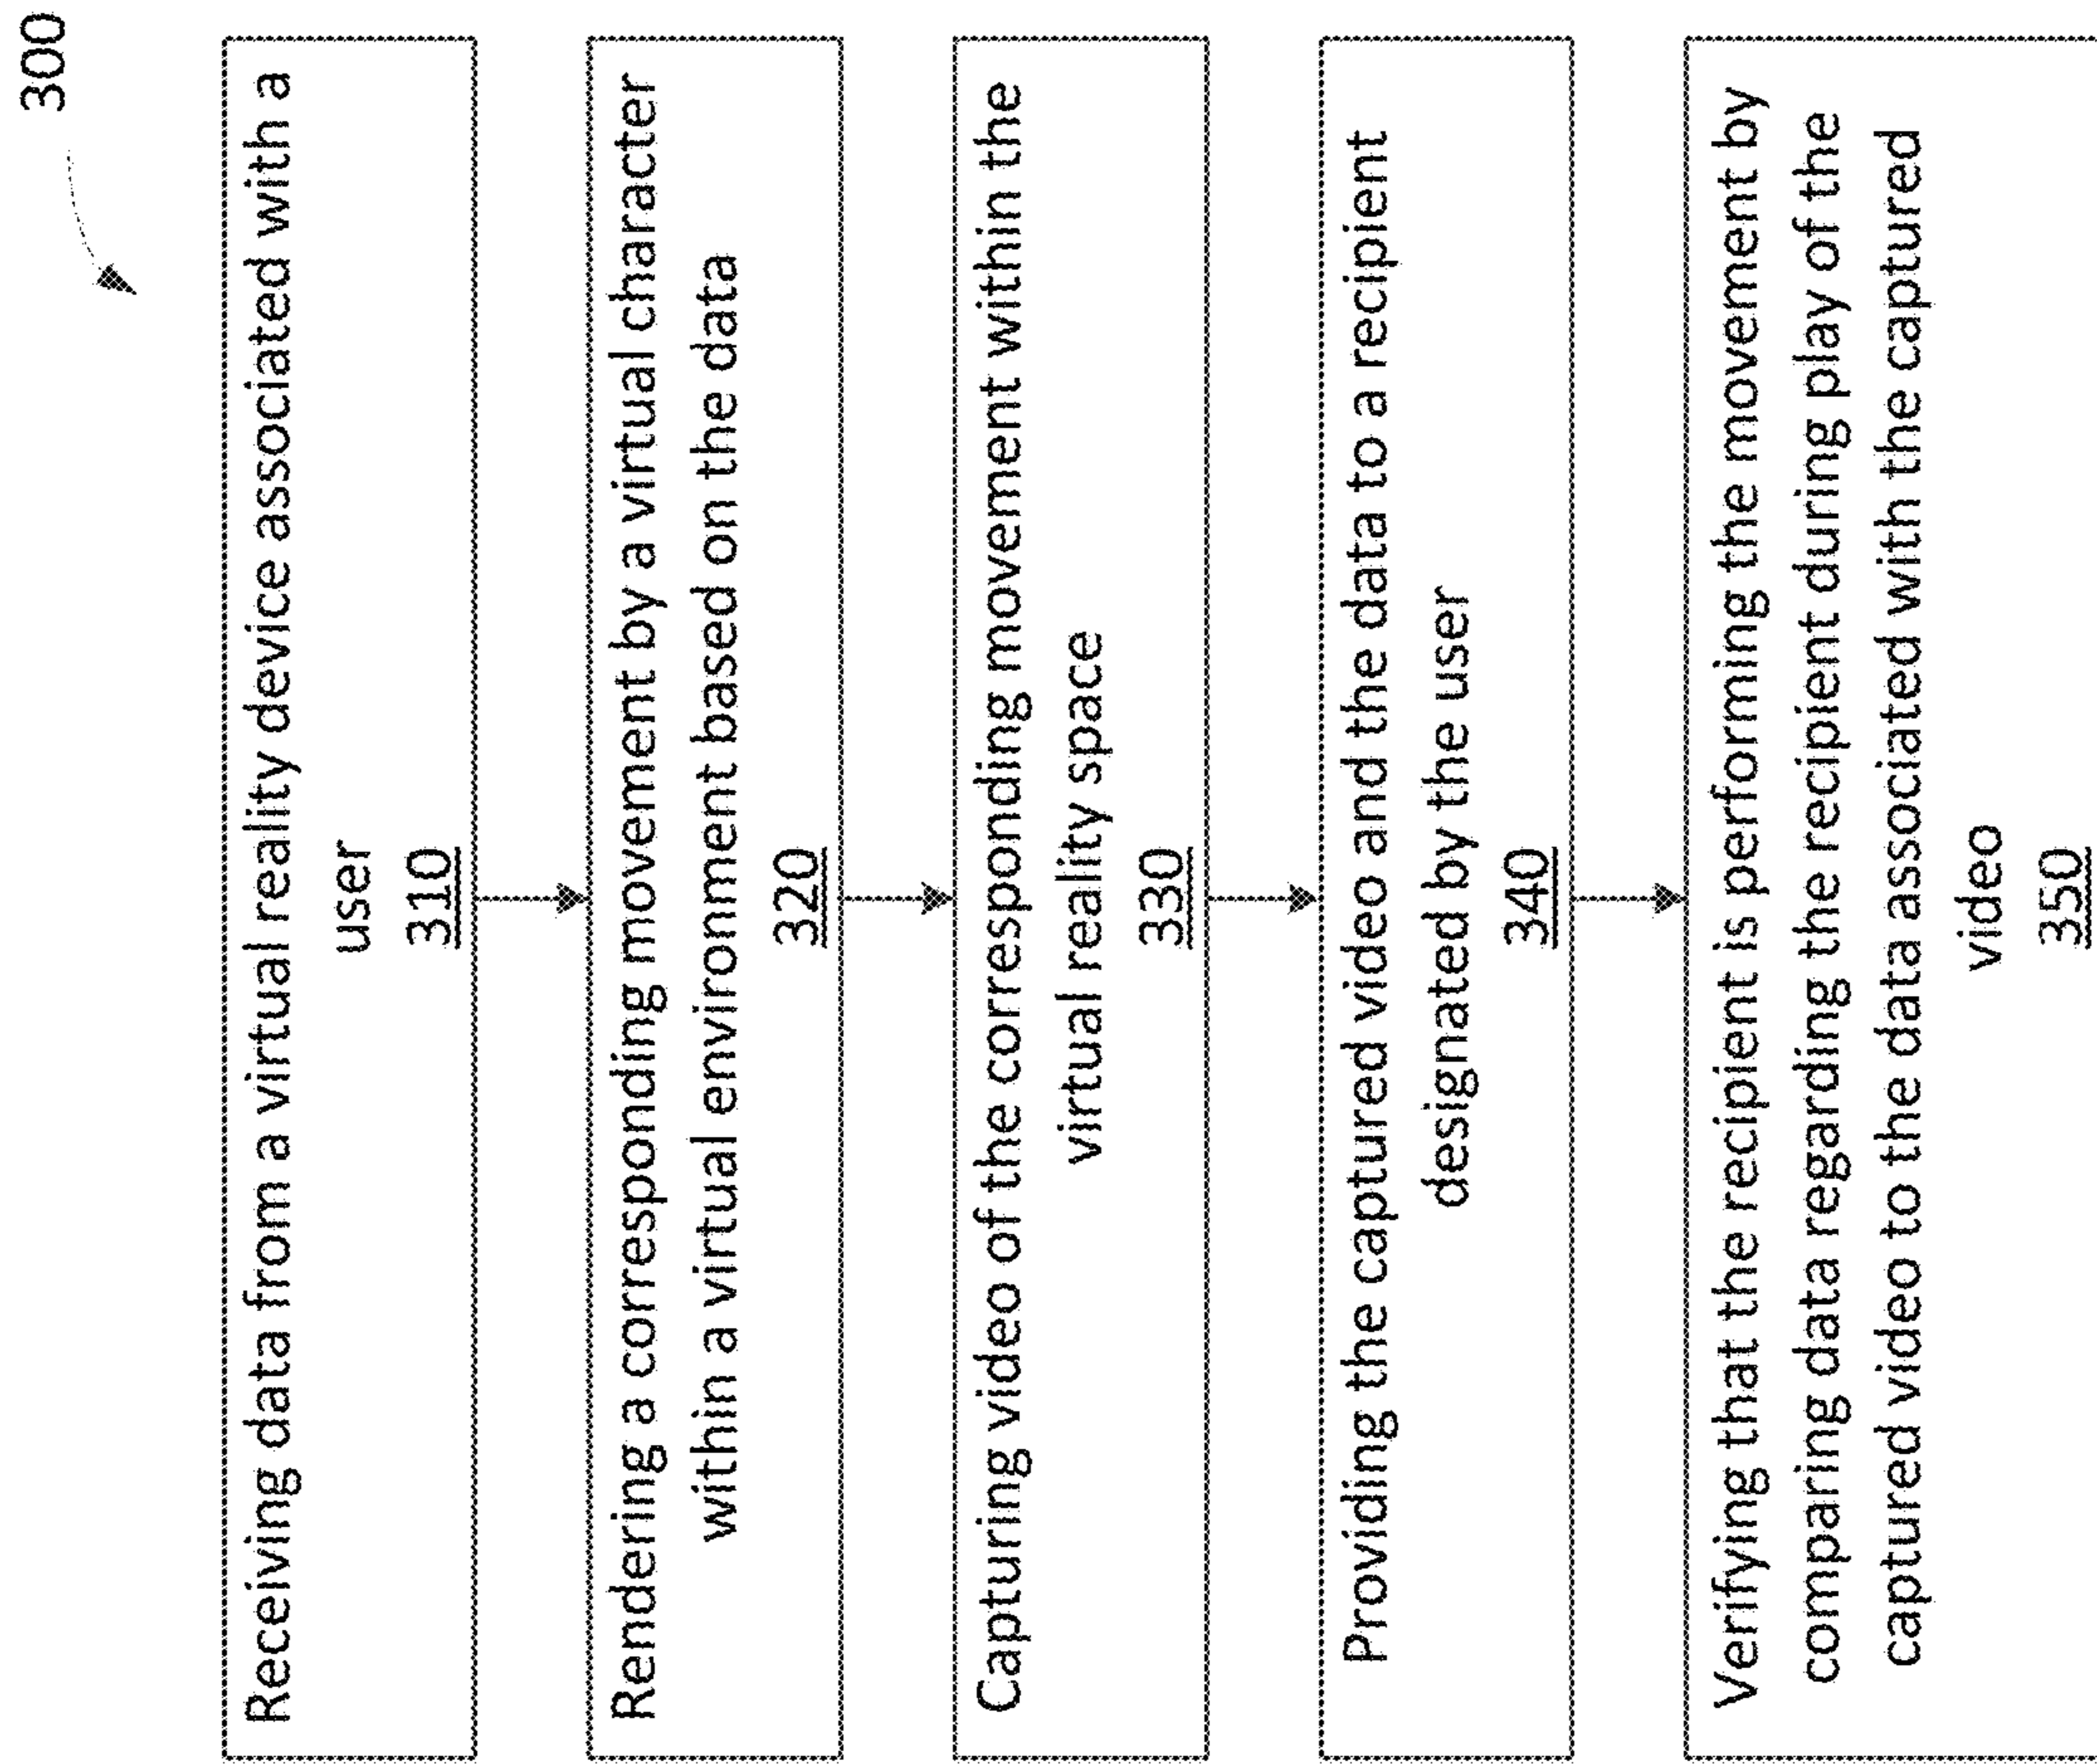 300
Receiving data from a virtual reality device associated with a
user
310
Rendering a corresponding movement by a virtual character
within a virtual environment based on the data
320
Capturing video of the corresponding movement within the
virtual reality space
330
Providing the captured video and the data to a recipient
designated by the user
340
Verifying that the recipient is performing the movement by
comparing data regarding the recipient during play of the
captured video to the data associated with the captured
video
350